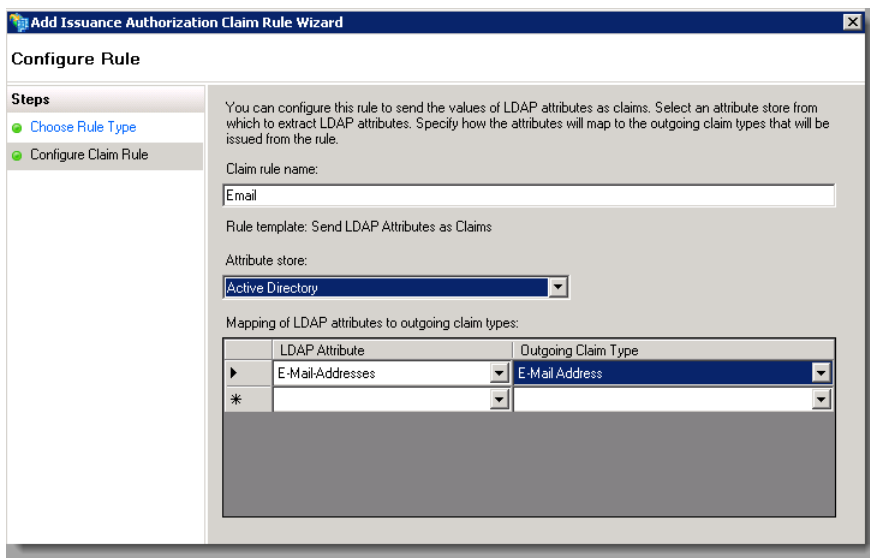 Add Issuance Authorization Claim Rule Wizard
Configure Rule
Steps
Choose Rule Type
Configure Claim Rule
You can configure this rule to send the values of LDAP attributes as claims. Select an attribute store from
which to extract LDAP attributes. Specify how the attributes will map to the outgoing claim types that will be
issued from the rule.
Claim rule name:
Email
Rule template: Send LDAP Attributes as Claims
Attribute store:
Active Directory
Mapping of LDAP attributes to outgoing claim types:
LDAP Attribute Outgoing Claim Type
E-Mail-Addresses E-Mail Address